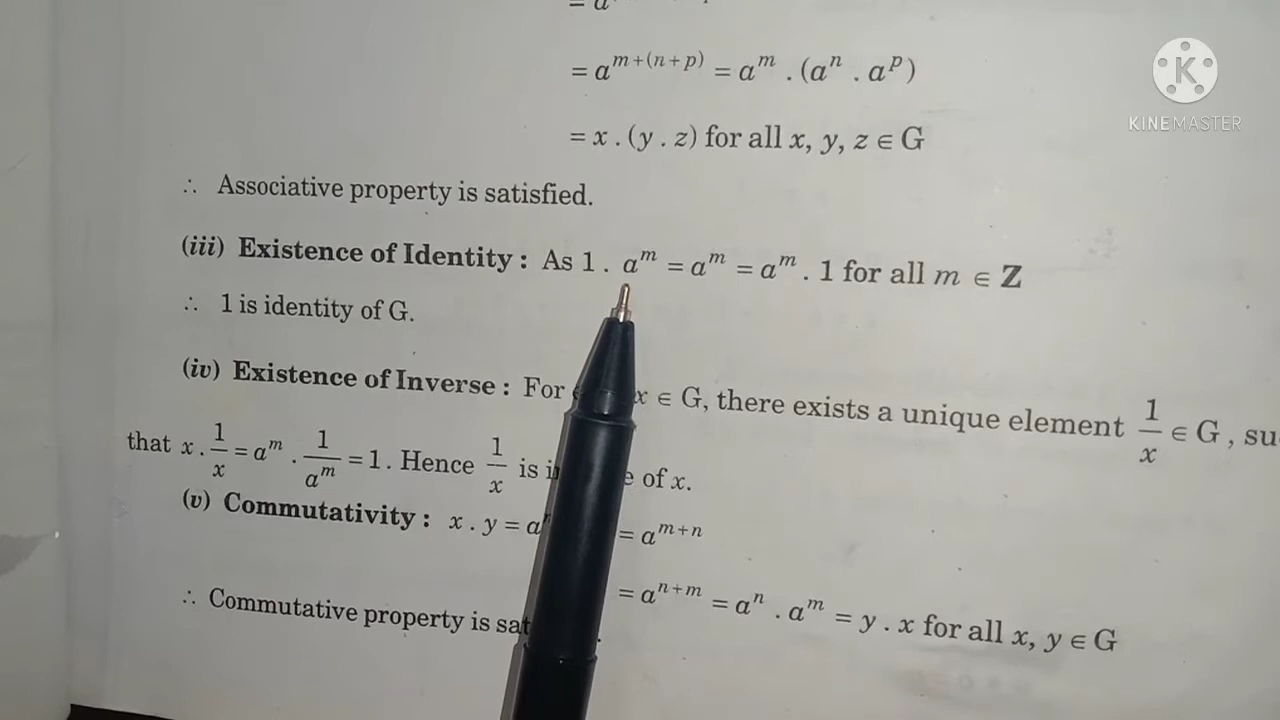 = a
= a^{m+(n+p)} = a^m . (a^n . a^p)
= x . (y . z) for all x, y, z ∈ G
∴ Associative property is satisfied.
(iii) Existence of Identity : As 1 . a^m = a^m = a^m . 1 for all m ∈ Z
∴ 1 is identity of G.
(iv) Existence of Inverse : For x ∈ G, there exists a unique element 1/x ∈ G , su
that x . 1/x = a^m . 1/a^m = 1 . Hence 1/x is of x.
(v) Commutativity : x . y = a = a^{m+n}
= a^{n+m} = a^n . a^m = y . x for all x, y ∈ G
∴ Commutative property is sat .
KINEMASTER